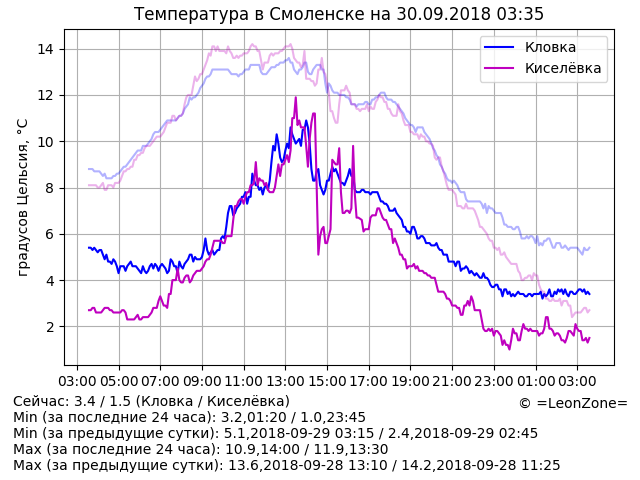 Температура в Смоленске на 30.09.2018 03:35
градусов Цельсия, °C
14
12
10
8
6
4
2
Кловка
Киселёвка
03:00 05:00 07:00 09:00 11:00 13:00 15:00 17:00 19:00 21:00 23:00 01:00 03:00
Сейчас: 3.4 / 1.5 (Кловка / Киселёвка)
© =LeonZone=
Min (за последние 24 часа): 3.2,01:20 / 1.0,23:45
Min (за предыдущие сутки): 5.1,2018-09-29 03:15 / 2.4,2018-09-29 02:45
Max (за последние 24 часа): 10.9,14:00 / 11.9,13:30
Max (за предыдущие сутки): 13.6,2018-09-28 13:10 / 14.2,2018-09-28 11:25